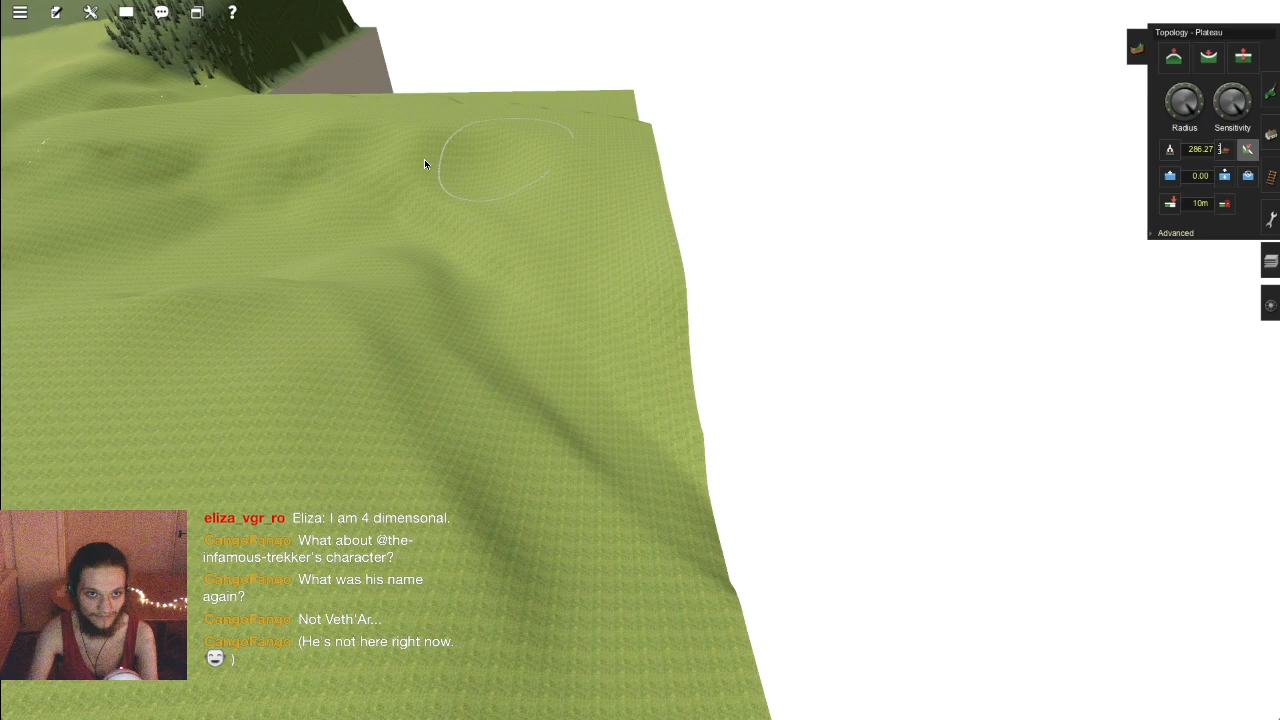 ?
Topology - Plateau
Radius
Sensitivity
286.27
0.00
10m
Advanced
eliza_vgr_ro Eliza: I am 4 dimensonal.
CangoFango What about @the-
infamous-trekker's character?
CangoFango What was his name
again?
CangoFango Not Veth'Ar...
CangoFango (He's not here right now.
)